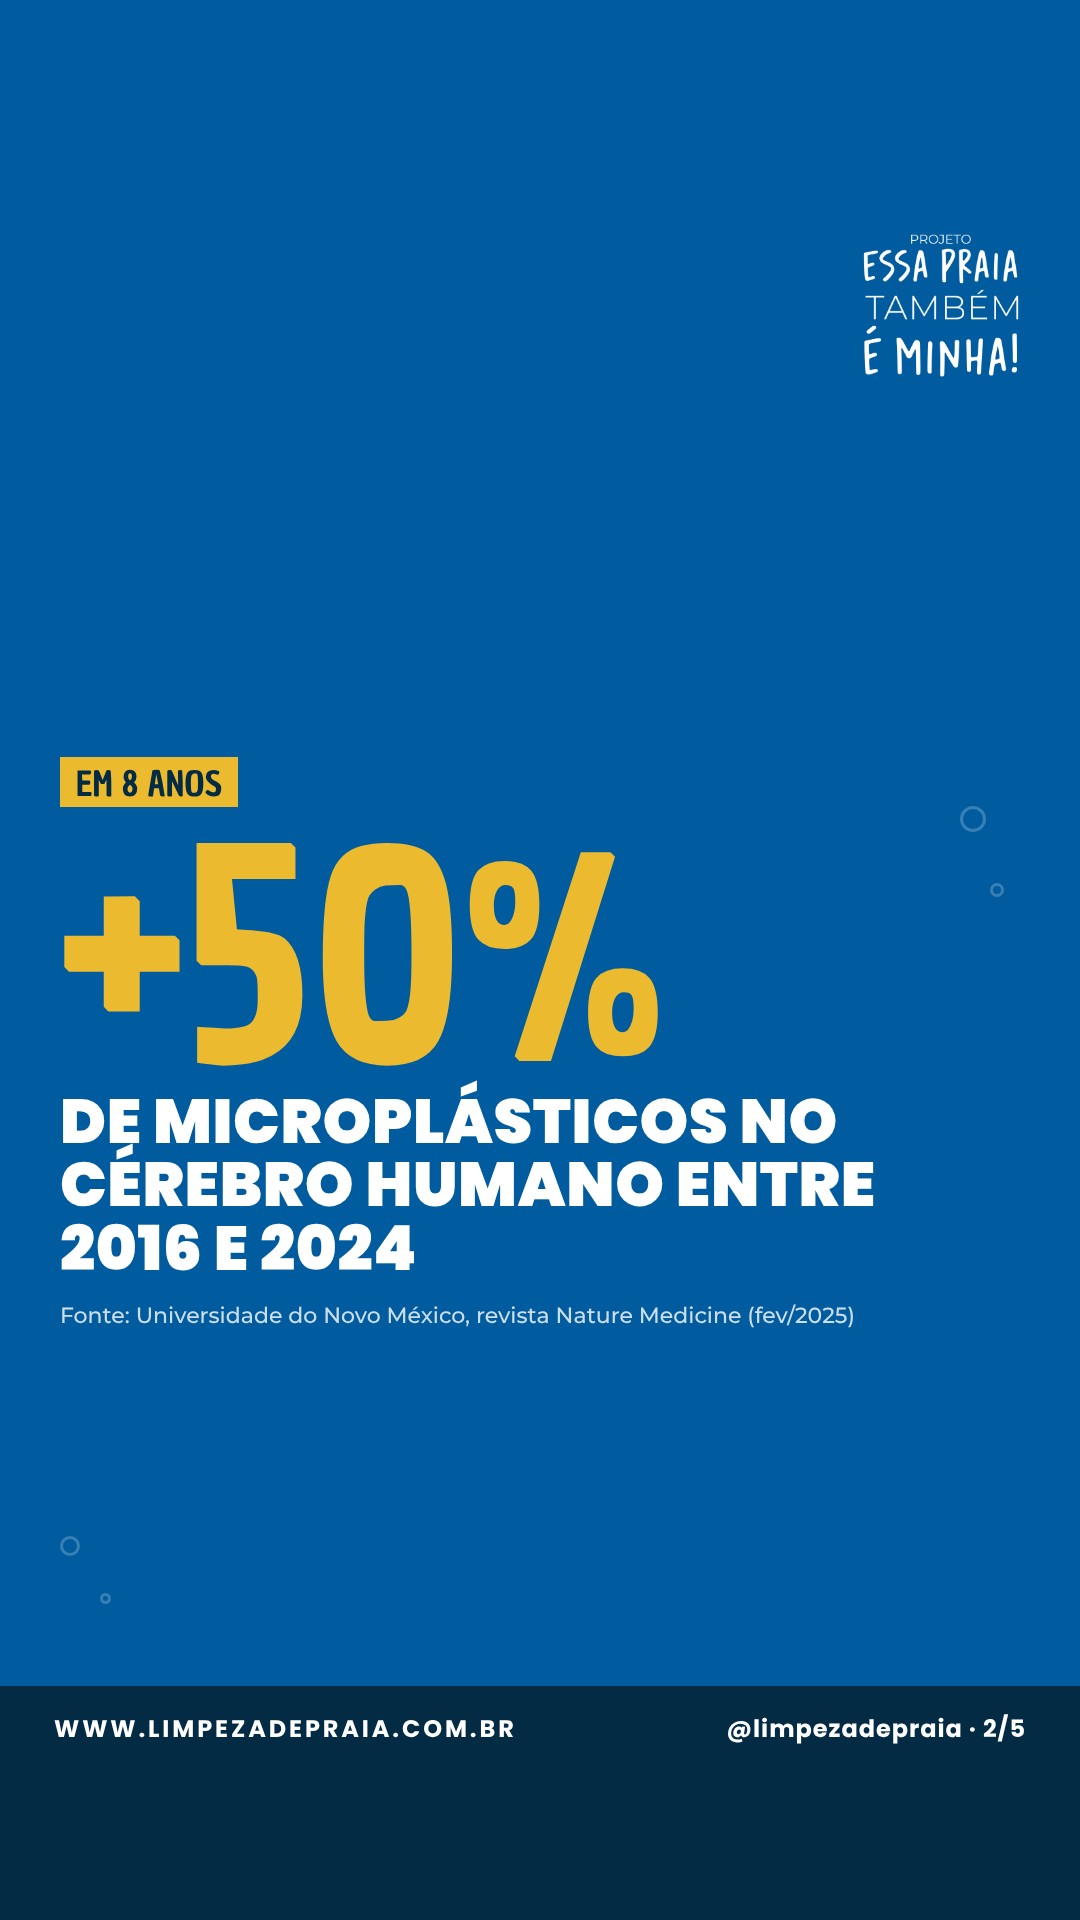 PROJETO
ESSA PRAIA
TAMBÉM
É MINHA!
EM 8 ANOS
+50%
DE MICROPLÁSTICOS NO
CÉREBRO HUMANO ENTRE
2016 E 2024
Fonte: Universidade do Novo México, revista Nature Medicine (fev/2025)
WWW.LIMPEZADEPRAIA.COM.BR
@limpezadepraia · 2/5